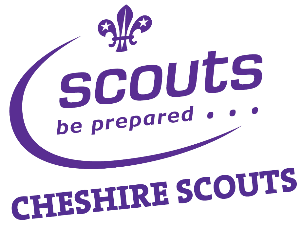 scouts
be prepared . . .
CHESHIRE SCOUTS